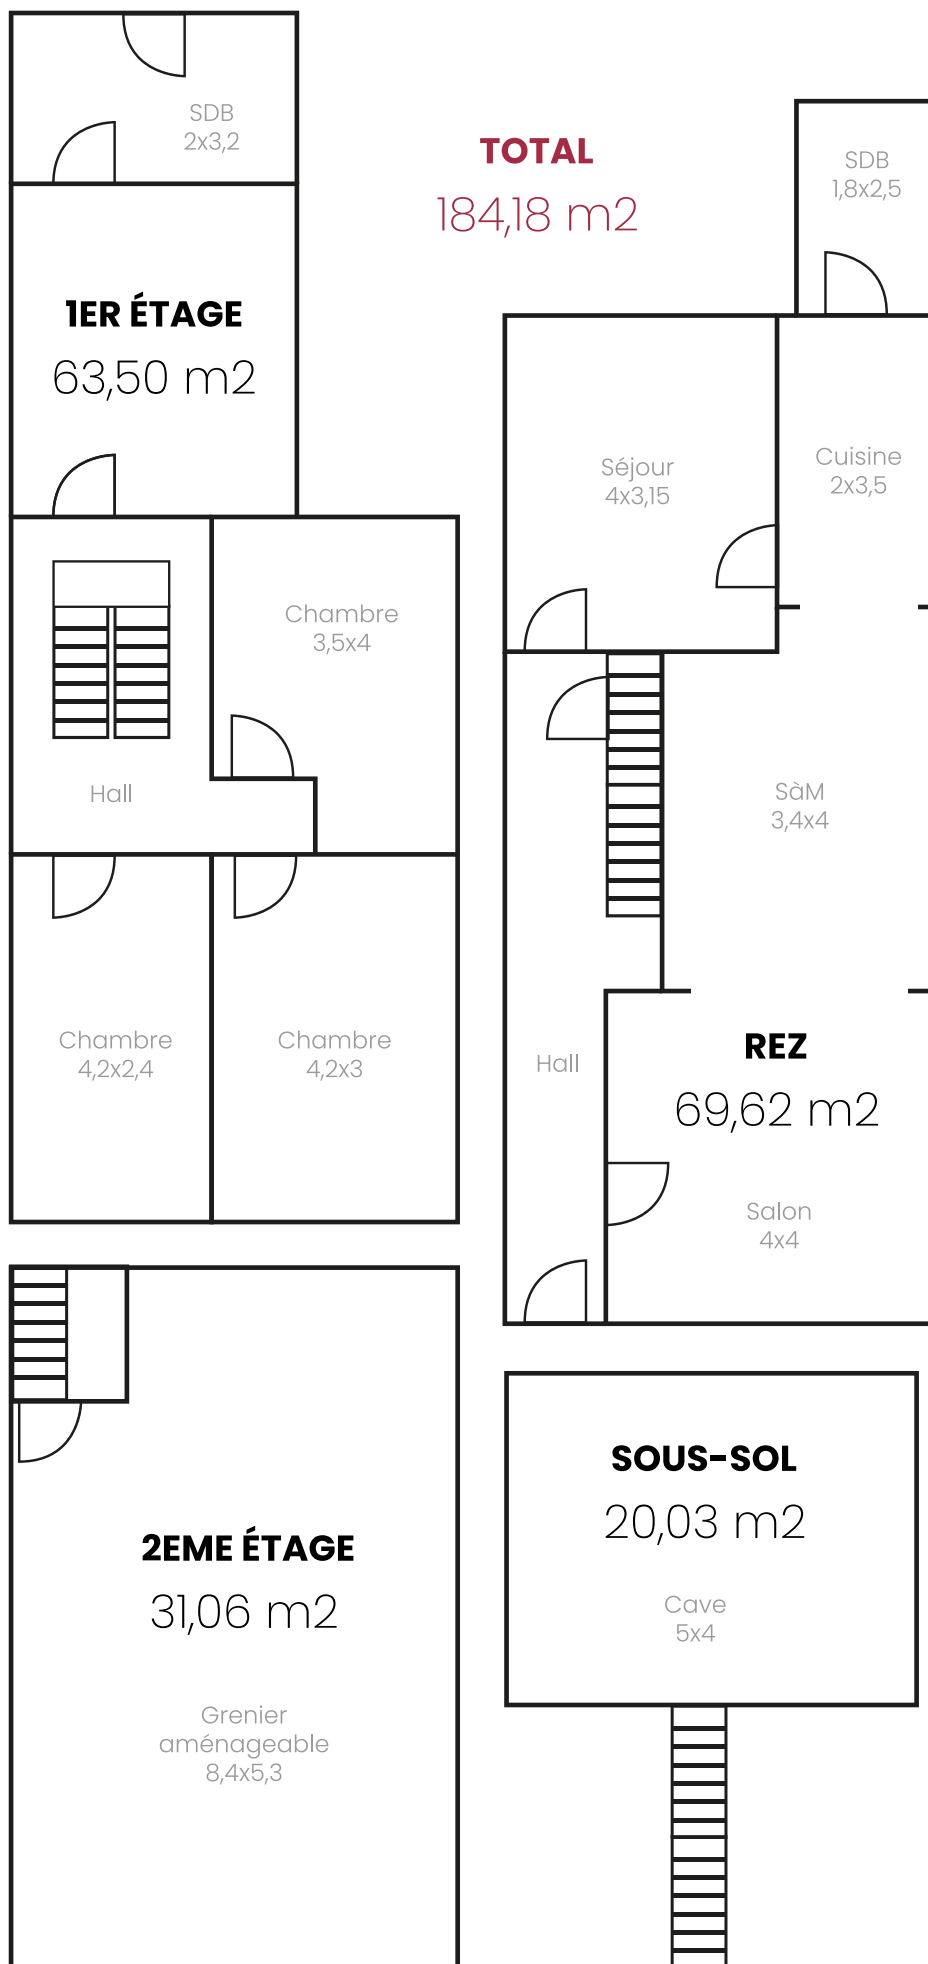 SDB
2x3,2
TOTAL
184,18 m2
SDB
1,8x2,5
1ER ÉTAGE
63,50 m2
Séjour
4x3,15
Cuisine
2x3,5
Chambre
3,5x4
Hall
SàM
3,4x4
Chambre
4,2x2,4
Chambre
4,2x3
Hall
REZ
69,62 m2
Salon
4x4
2EME ÉTAGE
31,06 m2
Grenier
aménageable
8,4x5,3
SOUS-SOL
20,03 m2
Cave
5x4